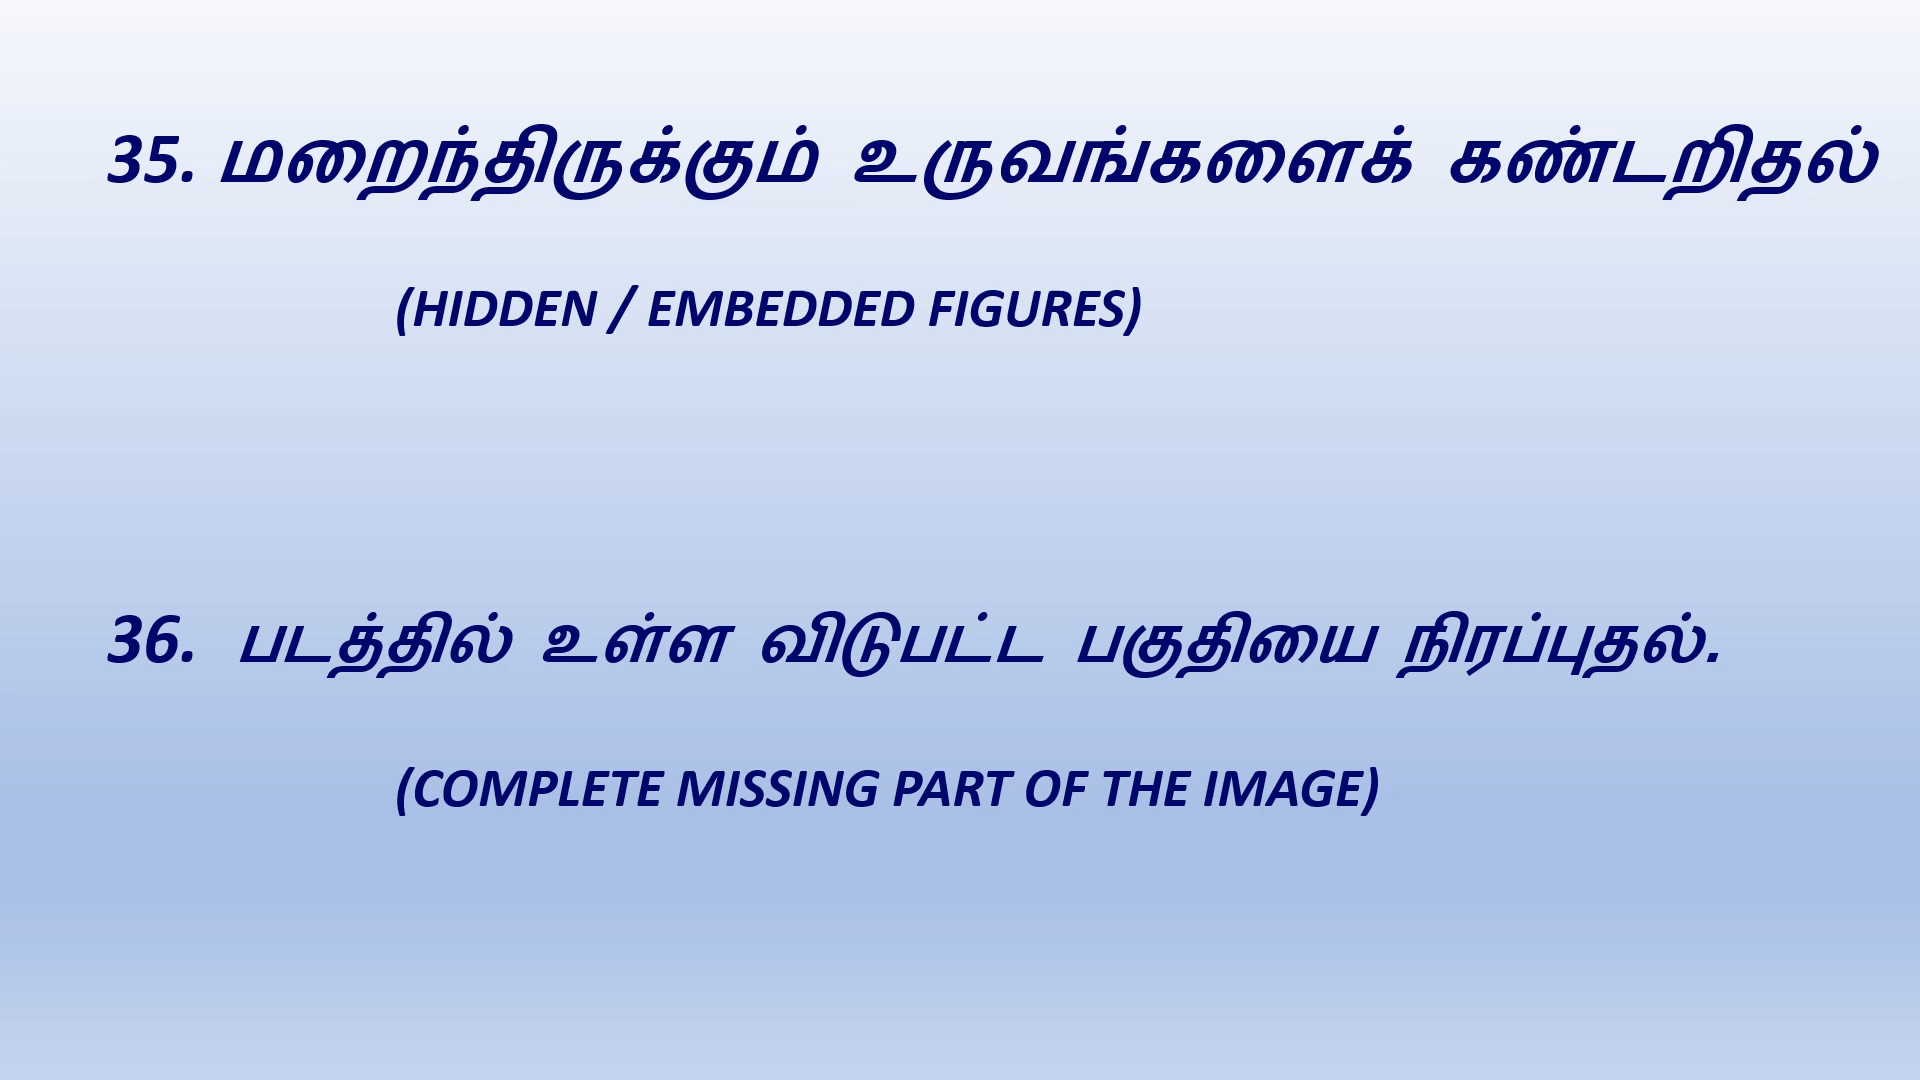 35. மறைந்திருக்கும் உருவங்களைக் கண்டறிதல்
(HIDDEN / EMBEDDED FIGURES)
36. படத்தில் உள்ள விடுபட்ட பகுதியை நிரப்புதல்.
(COMPLETE MISSING PART OF THE IMAGE)